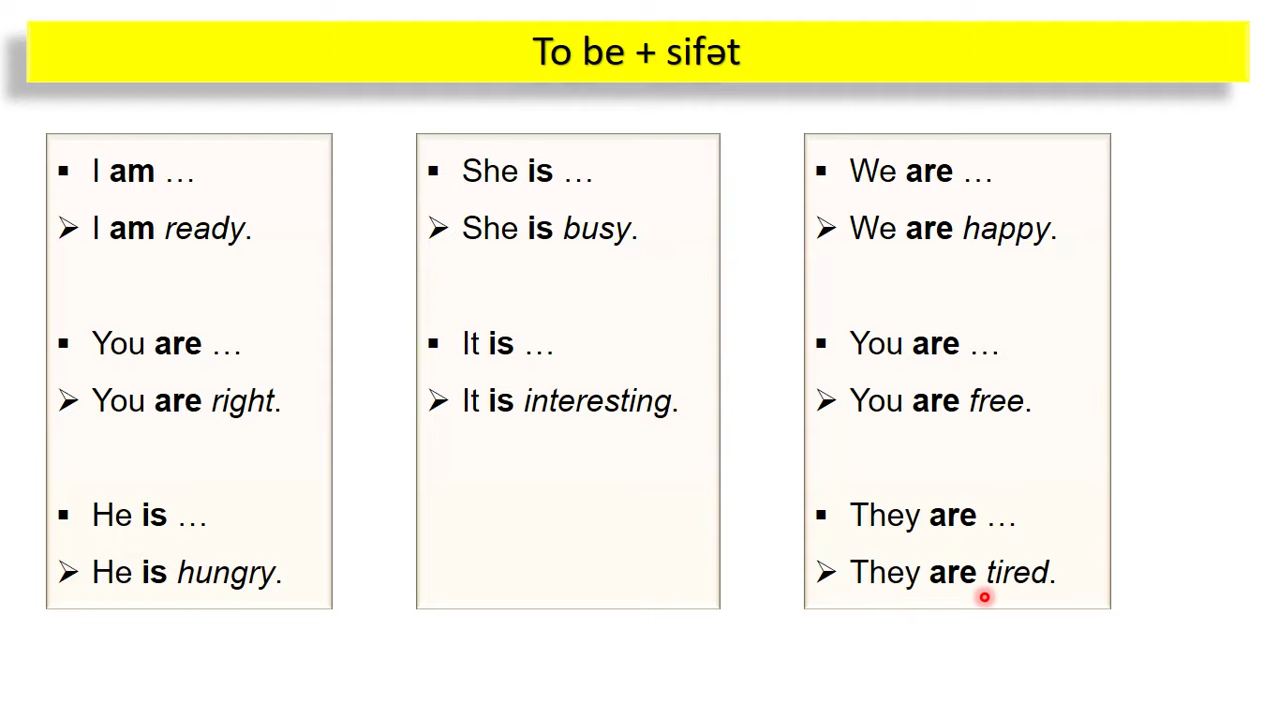 To be + sifət
▪ I am …
➢ I am ready.
▪ You are …
➢ You are right.
▪ He is …
➢ He is hungry.
▪ She is …
➢ She is busy.
▪ It is …
➢ It is interesting.
▪ We are …
➢ We are happy.
▪ You are …
➢ You are free.
▪ They are …
➢ They are tired.